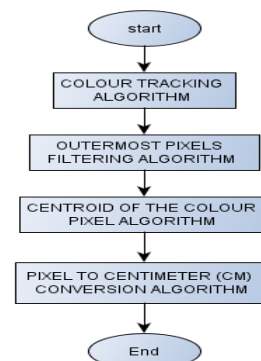 start
COLOUR TRACKING
ALGORITHM
OUTERMOST PIXELS
FILTERING ALGORITHM
CENTROID OF THE COLOUR
PIXEL ALGORITHM
PIXEL TO CENTIMETER (CM)
CONVERSION ALGORITHM
End